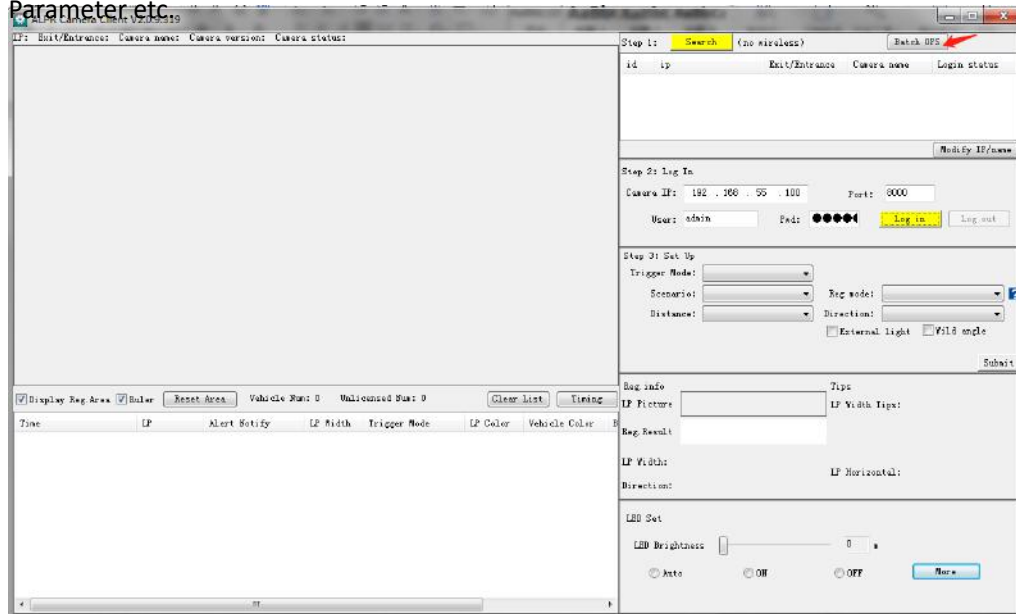 Parameter etc
ALPR Camera Client V2.0.9.319
IP: Exit/Entrance: Camera name: Camera version: Camera status:
Step 1: Search (no wireless) Batch OPS
id ip Exit/Entrance Camera name Login status
Modify IP/name
Step 2: Log In
Camera IP: 192 . 168 . 55 . 100 Port: 8000
User: admin Pwd: Log in Log out
Step 3: Set Up
Trigger Mode:
Scenario: Reg mode:
Distance: Direction:
External light Wild angle
Submit
Display Reg Area Ruler Reset Area Vehicle Num: 0 Unlicensed Num: 0 Clear List Timing
Time LP Alert Notify LP Width Trigger Mode LP Color Vehicle Color B
Reg info Tips
LP Picture LP Width Tips:
Reg Result
LP Width: LP Horizontal:
Direction:
LED Set
LED Brightness 0
Auto ON OFF More